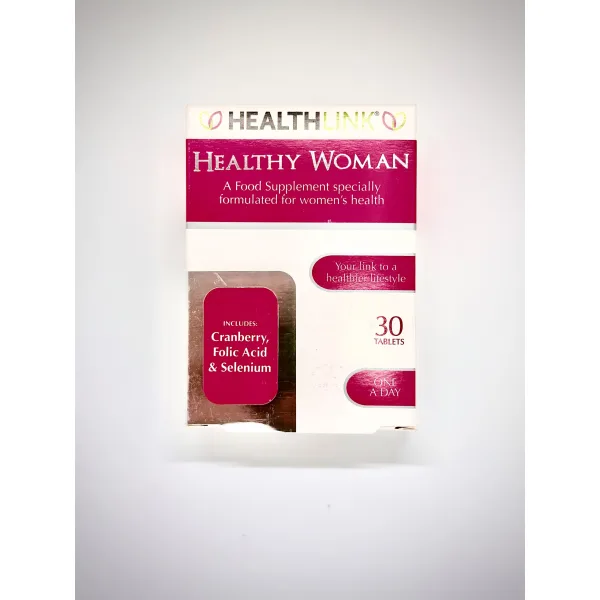 HEALTHLINK®
HEALTHY WOMAN
A Food Supplement specially
formulated for women's health
Your link to a
healthier lifestyle
INCLUDES:
Cranberry,
Folic Acid
& Selenium
30
TABLETS
ONE
A DAY